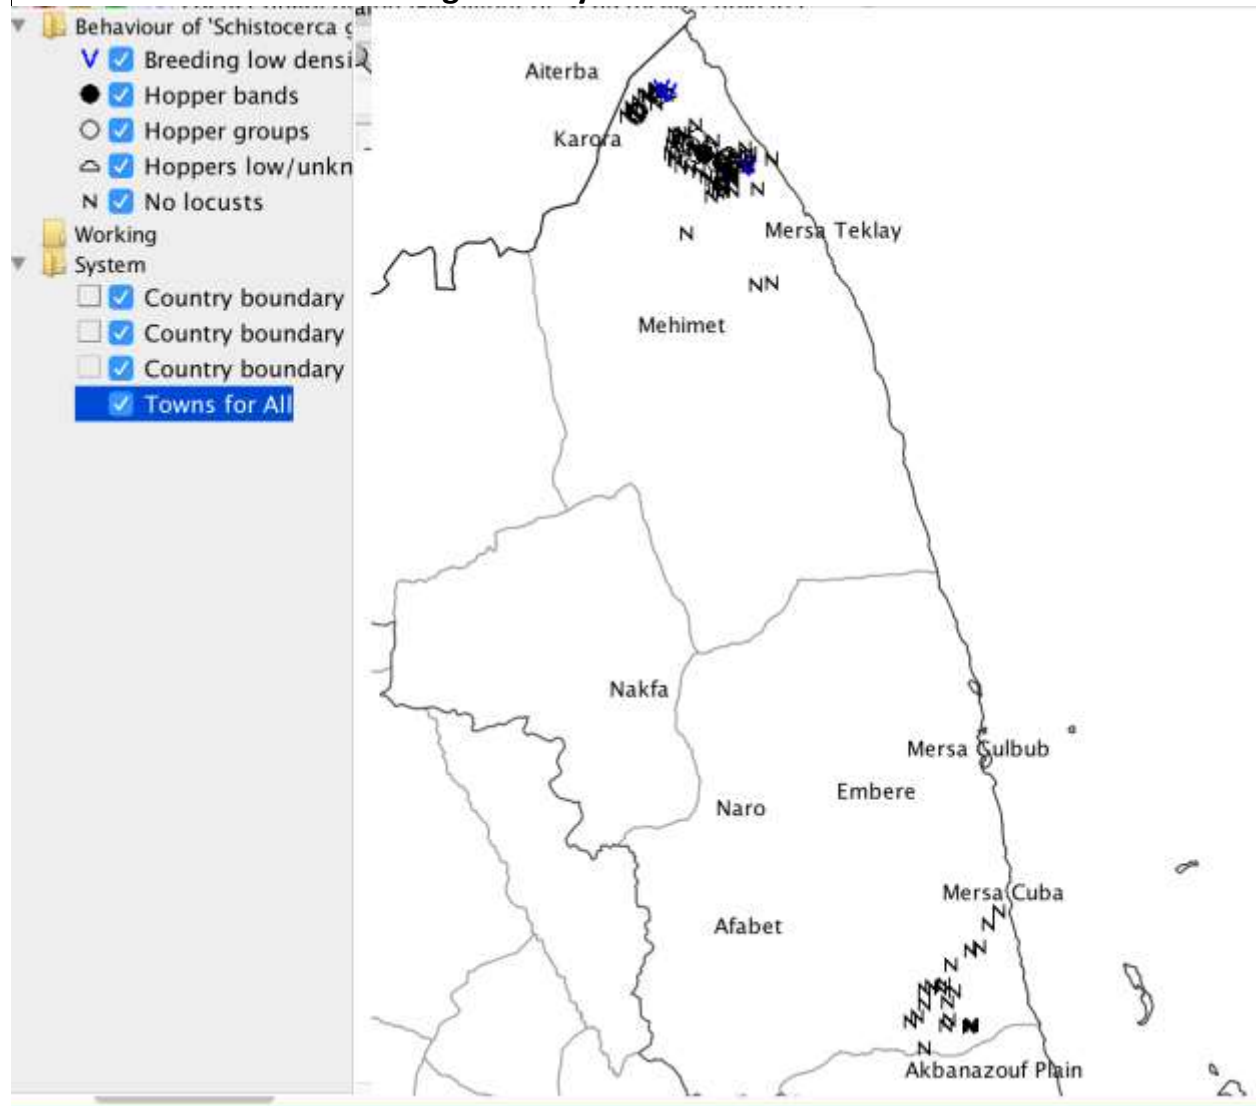 Behaviour of 'Schistocerca g
V Breeding low densi
Hopper bands
Hopper groups
Hoppers low/unkn
N No locusts
Working
System
Country boundary
Country boundary
Country boundary
Towns for All
Aiterba
Karora
Mersa Teklay
N
N N
Mehimet
Nakfa
Mersa Gulbub
Embere
Naro
Mersa Cuba
Afabet
Akbanazouf Plain